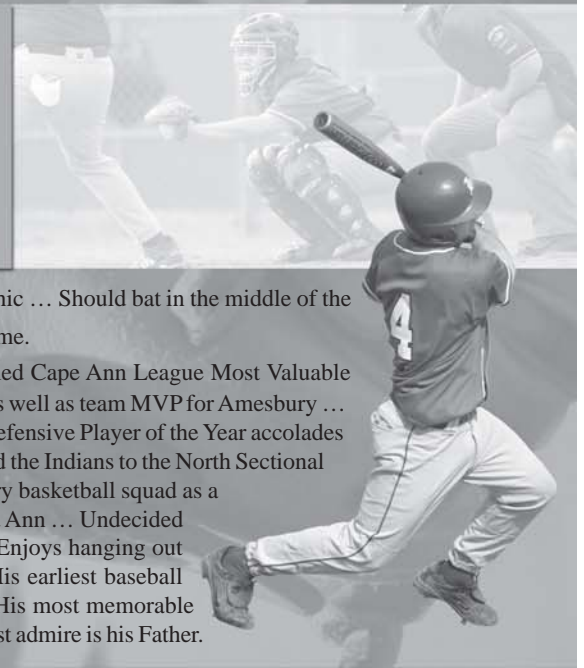 nic … Should bat in the middle of the
me.
ed Cape Ann League Most Valuable
s well as team MVP for Amesbury …
efensive Player of the Year accolades
d the Indians to the North Sectional
ry basketball squad as a
Ann … Undecided
Enjoys hanging out
His earliest baseball
His most memorable
st admire is his Father.
4